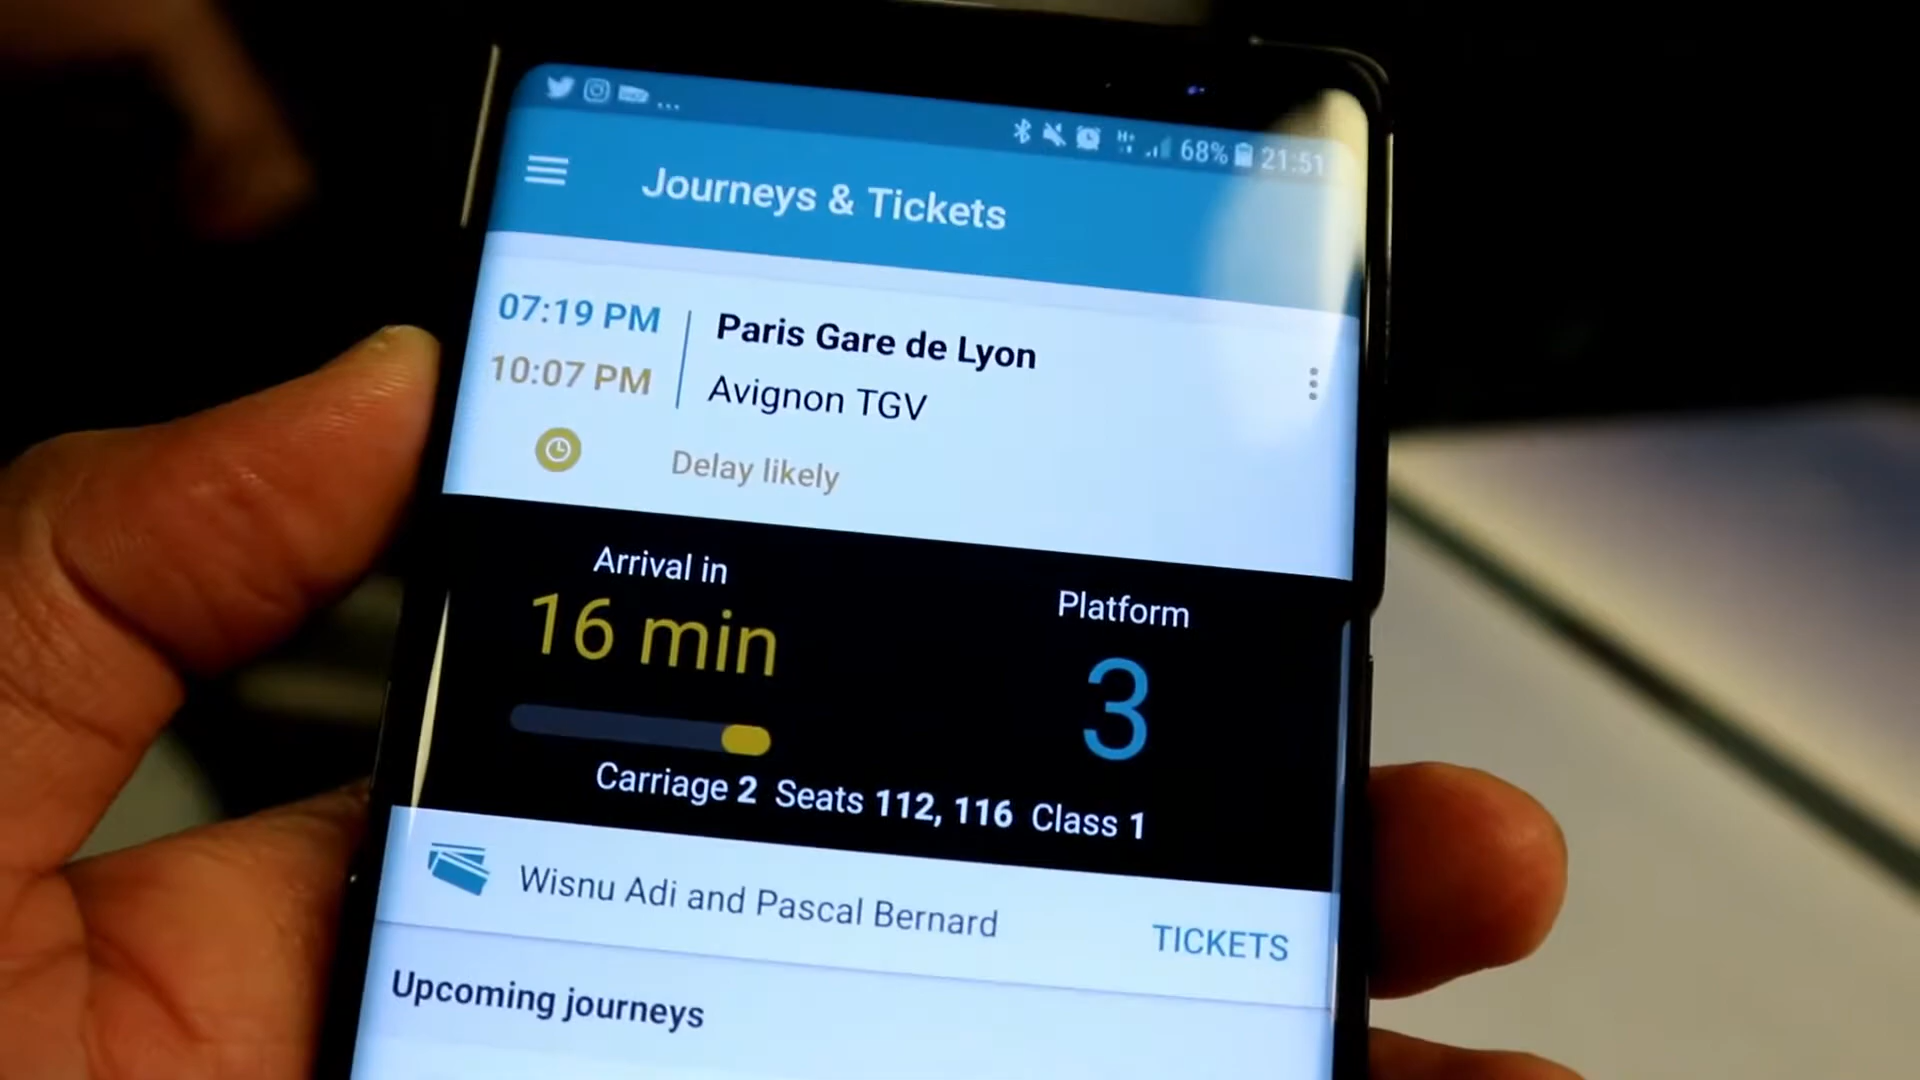 H+ 68% 21:51
Journeys & Tickets
07:19 PM Paris Gare de Lyon
10:07 PM Avignon TGV
Delay likely
Arrival in
16 min
Platform
3
Carriage 2 Seats 112, 116 Class 1
Wisnu Adi and Pascal Bernard TICKETS
Upcoming journeys